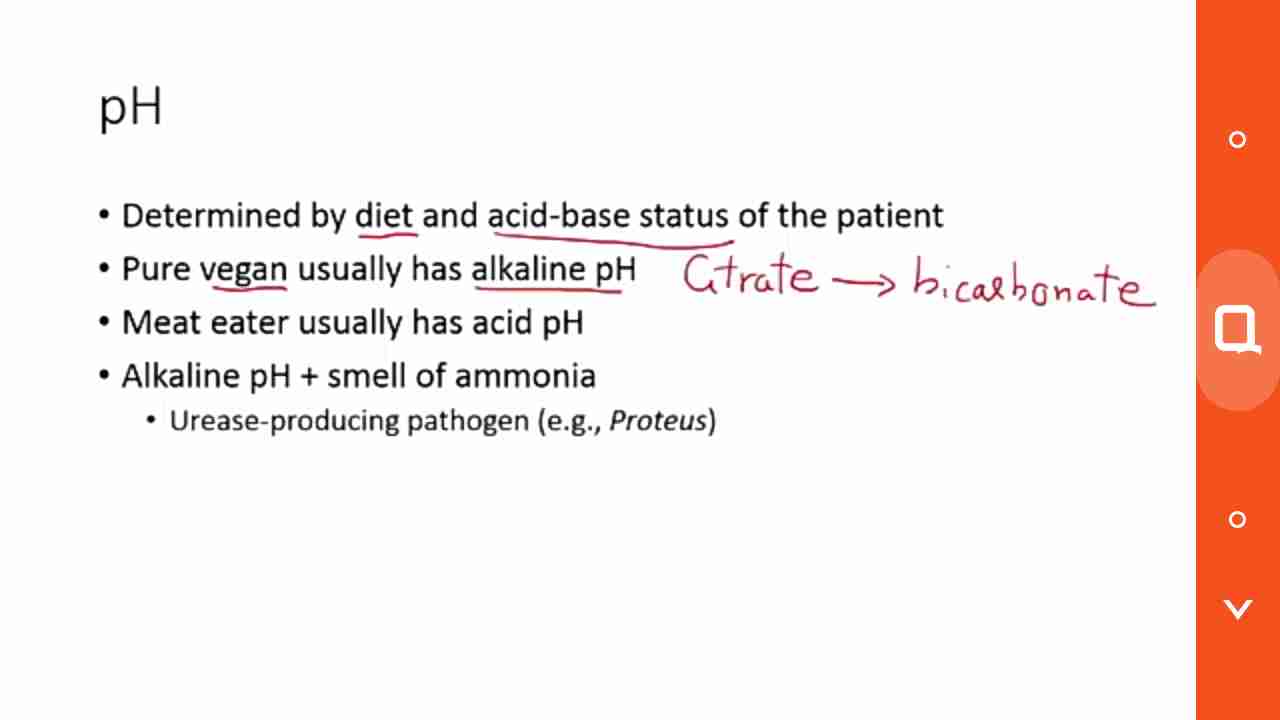 pH
• Determined by diet and acid-base status of the patient
• Pure vegan usually has alkaline pH Citrate → bicarbonate
• Meat eater usually has acid pH
• Alkaline pH + smell of ammonia
• Urease-producing pathogen (e.g., Proteus)